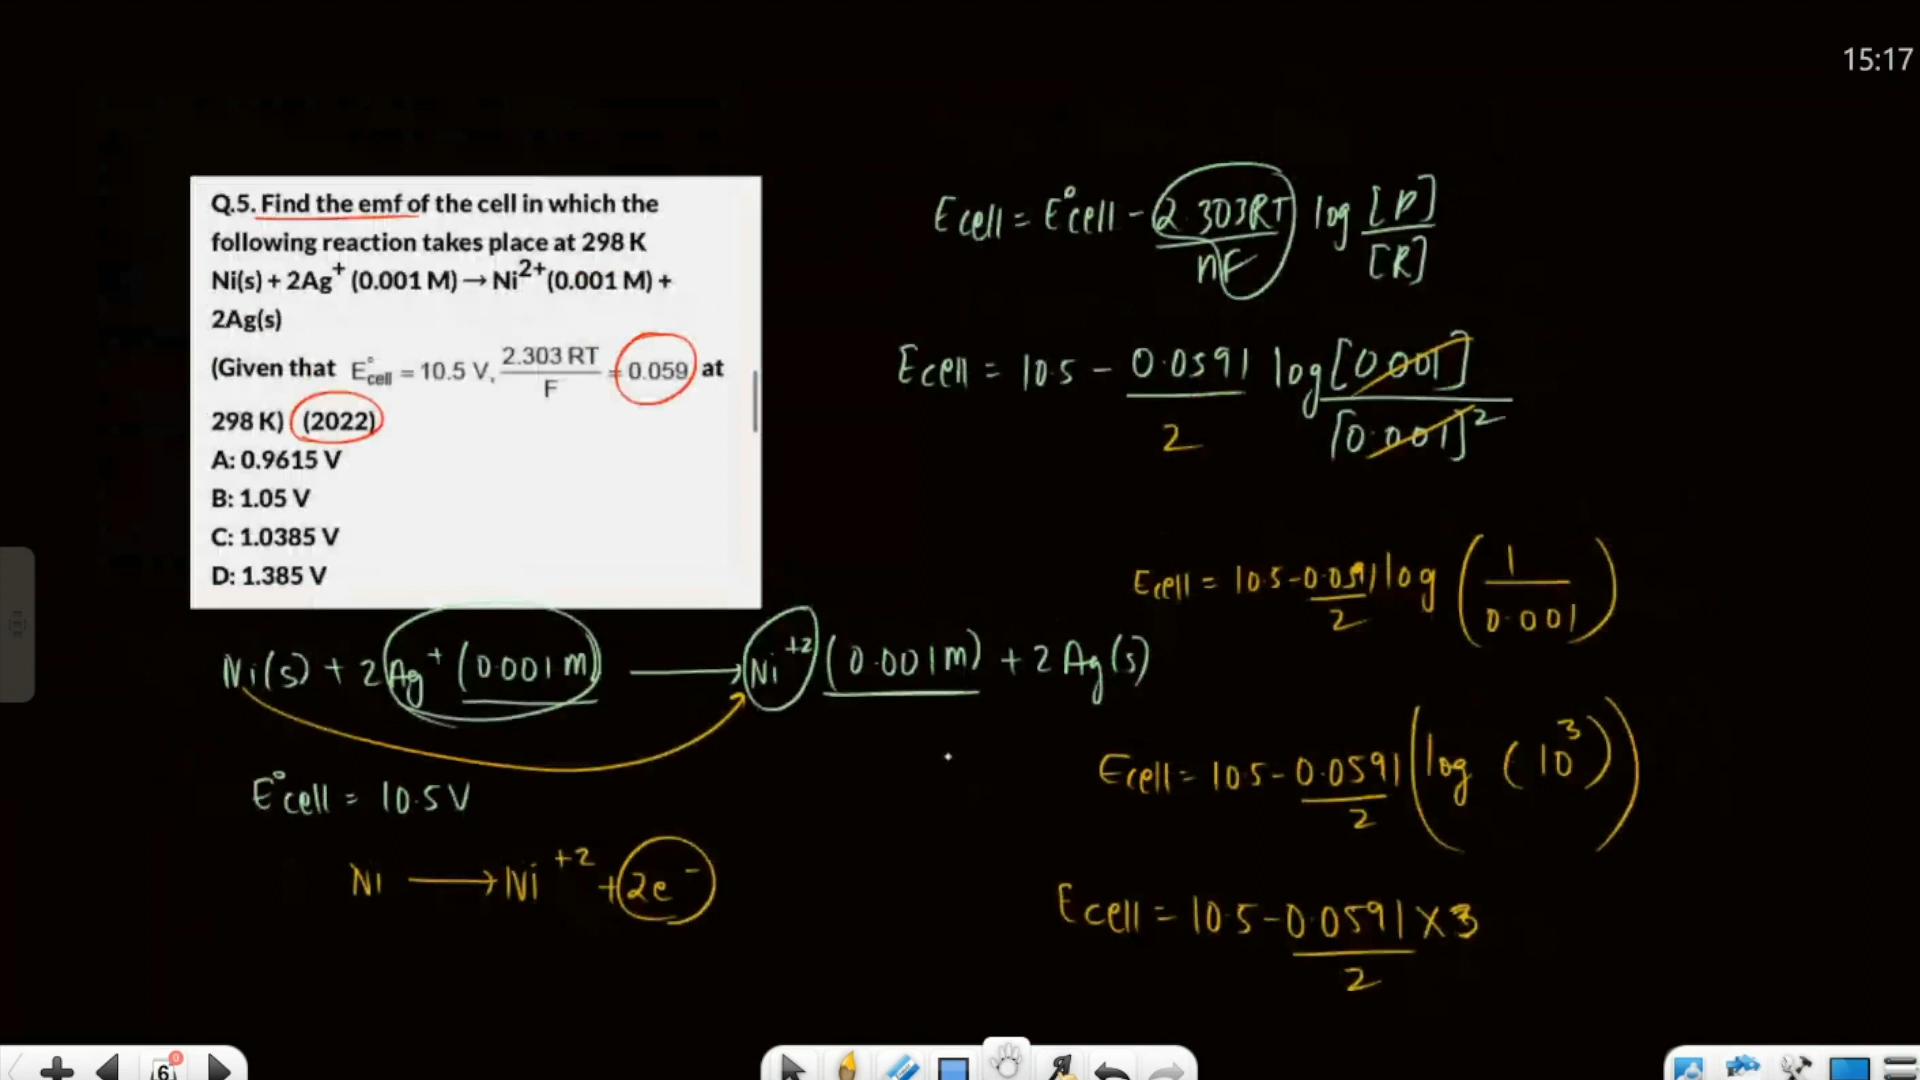 15:17
Q.5. Find the emf of the cell in which the
following reaction takes place at 298 K
Ni(s) + 2Ag⁺ (0.001 M) → Ni²⁺(0.001 M) +
2Ag(s)
(Given that E°cell = 10.5 V, 2.303 RT / F = 0.059 at
298 K) (2022)
A: 0.9615 V
B: 1.05 V
C: 1.0385 V
D: 1.385 V
Ecell = E°cell - 2.303RT / nF log [P] / [R]
Ecell = 10.5 - 0.0591 / 2 log [0.001] / [0.001]²
Ecell = 10.5 - 0.0591 / 2 log (1 / 0.001)
Ni(s) + 2Ag⁺ (0.001m) ⟶ Ni⁺² (0.001m) + 2Ag(s)
Ecell = 10.5 - 0.0591 / 2 (log (10³))
E°cell = 10.5V
Ni ⟶ Ni⁺² + 2e⁻
Ecell = 10.5 - 0.0591 / 2 × 3
6
0